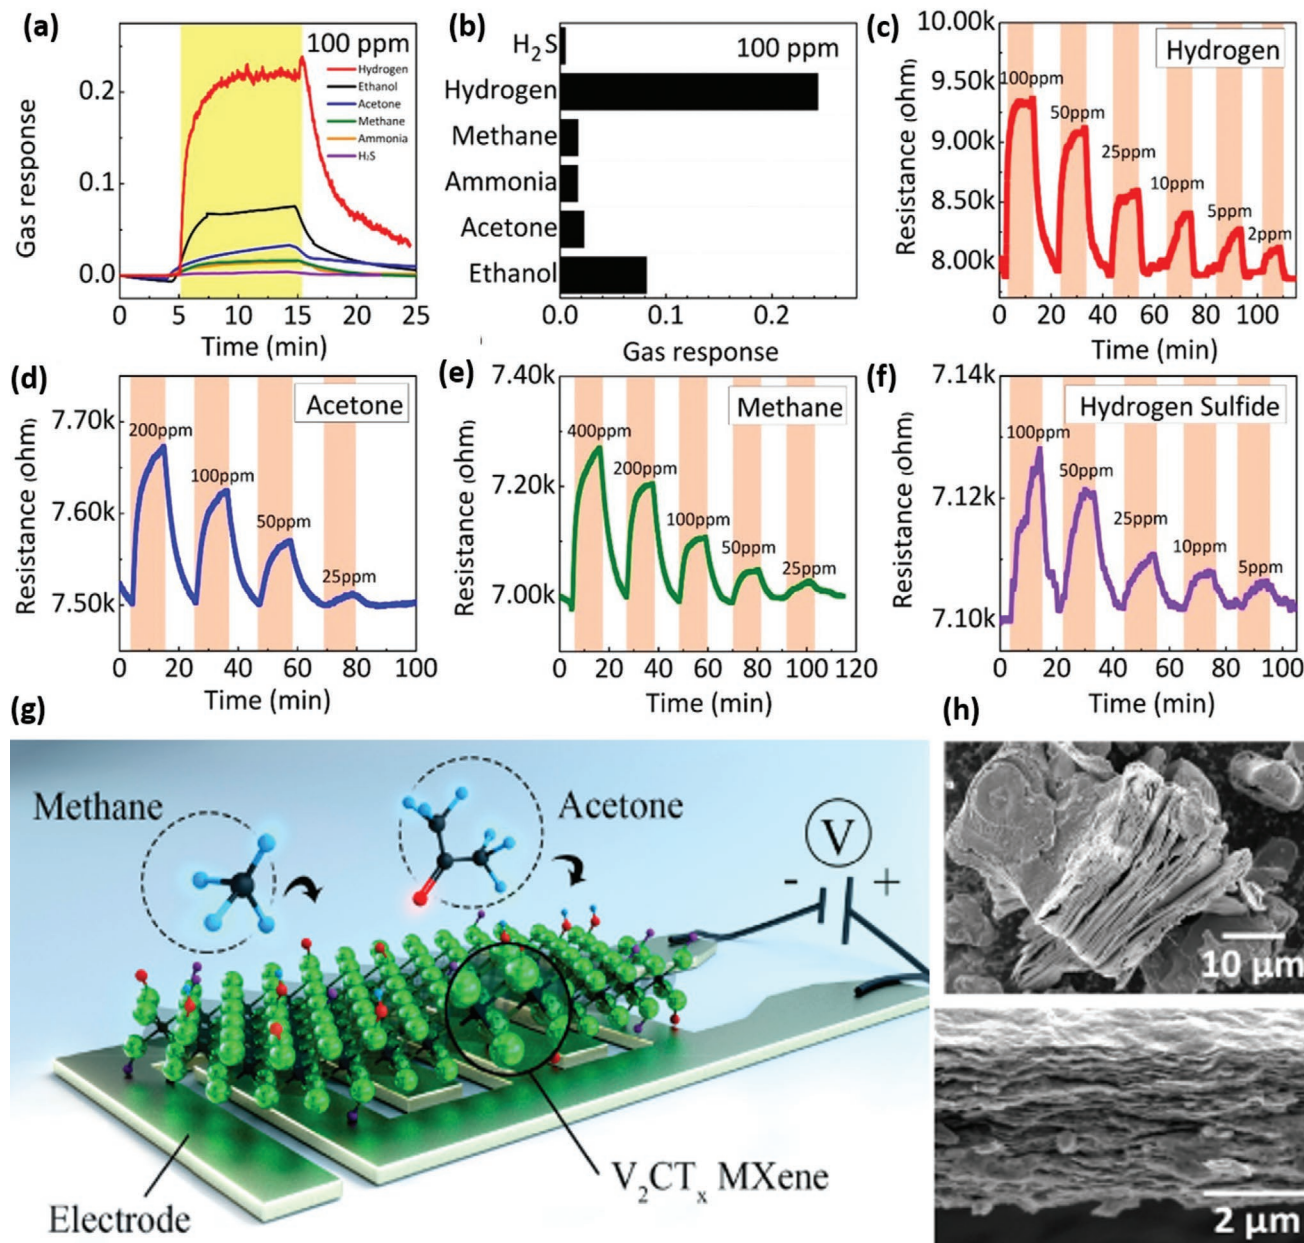 (a)
100 ppm
Hydrogen
Ethanol
Acetone
Methane
Ammonia
H₂S
0.2
0.1
0.0
Gas response
0 5 10 15 20 25
Time (min)
(b)
100 ppm
H₂S
Hydrogen
Methane
Ammonia
Acetone
Ethanol
0.0 0.1 0.2
Gas response
(c)
Hydrogen
10.00k
9.50k
9.00k
8.50k
8.00k
Resistance (ohm)
100ppm
50ppm
25ppm
10ppm
5ppm
2ppm
0 20 40 60 80 100
Time (min)
(d)
Acetone
7.70k
7.60k
7.50k
Resistance (ohm)
200ppm
100ppm
50ppm
25ppm
0 20 40 60 80 100
Time (min)
(e)
Methane
7.40k
7.20k
7.00k
Resistance (ohm)
400ppm
200ppm
100ppm
50ppm
25ppm
0 20 40 60 80 100 120
Time (min)
(f)
Hydrogen Sulfide
7.14k
7.12k
7.10k
Resistance (ohm)
100ppm
50ppm
25ppm
10ppm
5ppm
0 20 40 60 80 100
Time (min)
(g)
Methane
Acetone
V
- +
Electrode
V₂CTₓ MXene
(h)
10 µm
2 µm